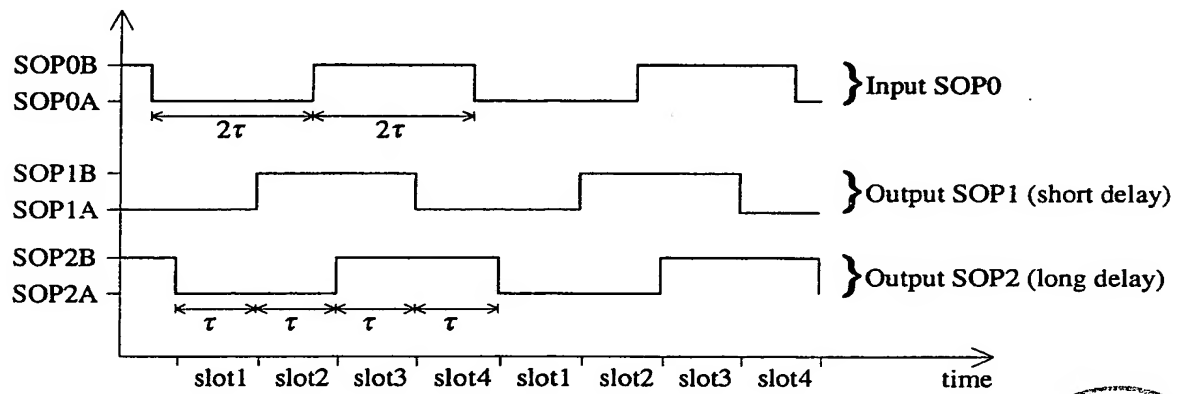 SOP0B
SOP0A
} Input SOP0
2τ 2τ
SOP1B
SOP1A
} Output SOP1 (short delay)
SOP2B
SOP2A
} Output SOP2 (long delay)
τ τ τ τ
slot1 slot2 slot3 slot4 slot1 slot2 slot3 slot4 time